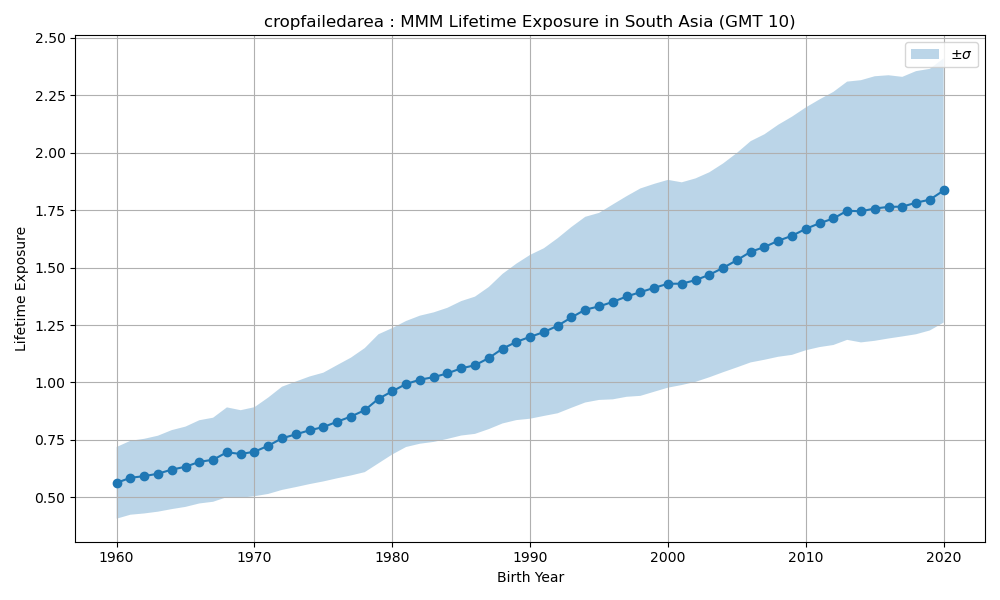 cropfailedarea : MMM Lifetime Exposure in South Asia (GMT 10)
±σ
Lifetime Exposure
2.50
2.25
2.00
1.75
1.50
1.25
1.00
0.75
0.50
1960 1970 1980 1990 2000 2010 2020
Birth Year